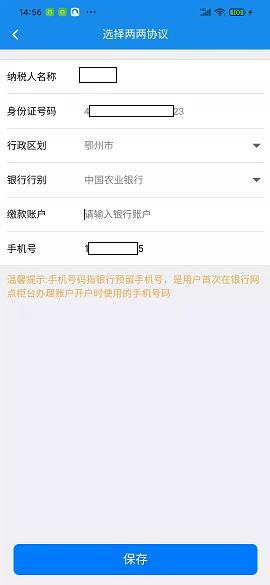 14:56 ··· 100
选择两两协议
纳税人名称
身份证号码 4 23
行政区划 鄂州市
银行行别 中国农业银行
缴款账户 请输入银行账户
手机号 1 5
温馨提示:手机号码指银行预留手机号，是用户首次在银行网
点柜台办理账户开户时使用的手机号码
保存